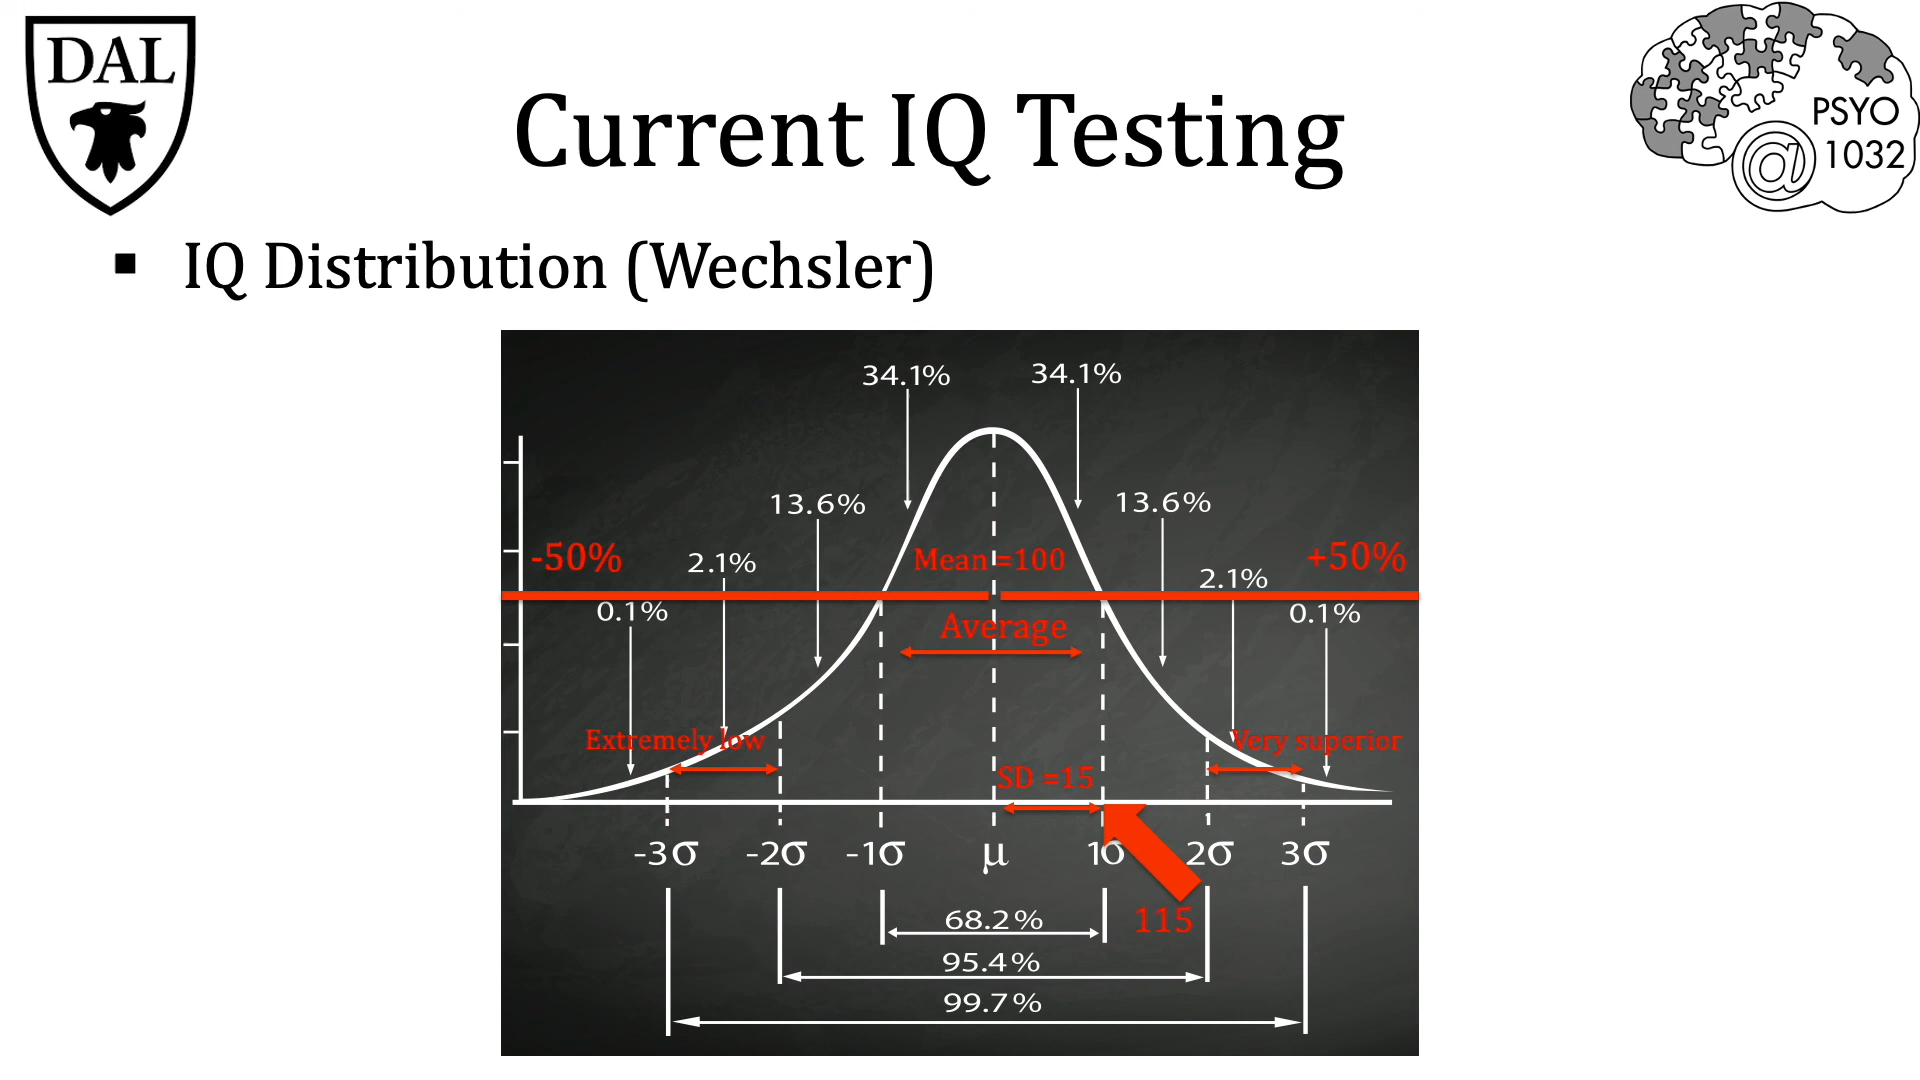 DAL
PSYO
@ 1032
Current IQ Testing
▪ IQ Distribution (Wechsler)
34.1% 34.1%
13.6% 13.6%
-50% 2.1% Mean =100 2.1% +50%
0.1% 0.1%
Average
Extremely low Very superior
SD =15
-3σ -2σ -1σ μ 1σ 2σ 3σ
68.2% 115
95.4%
99.7%